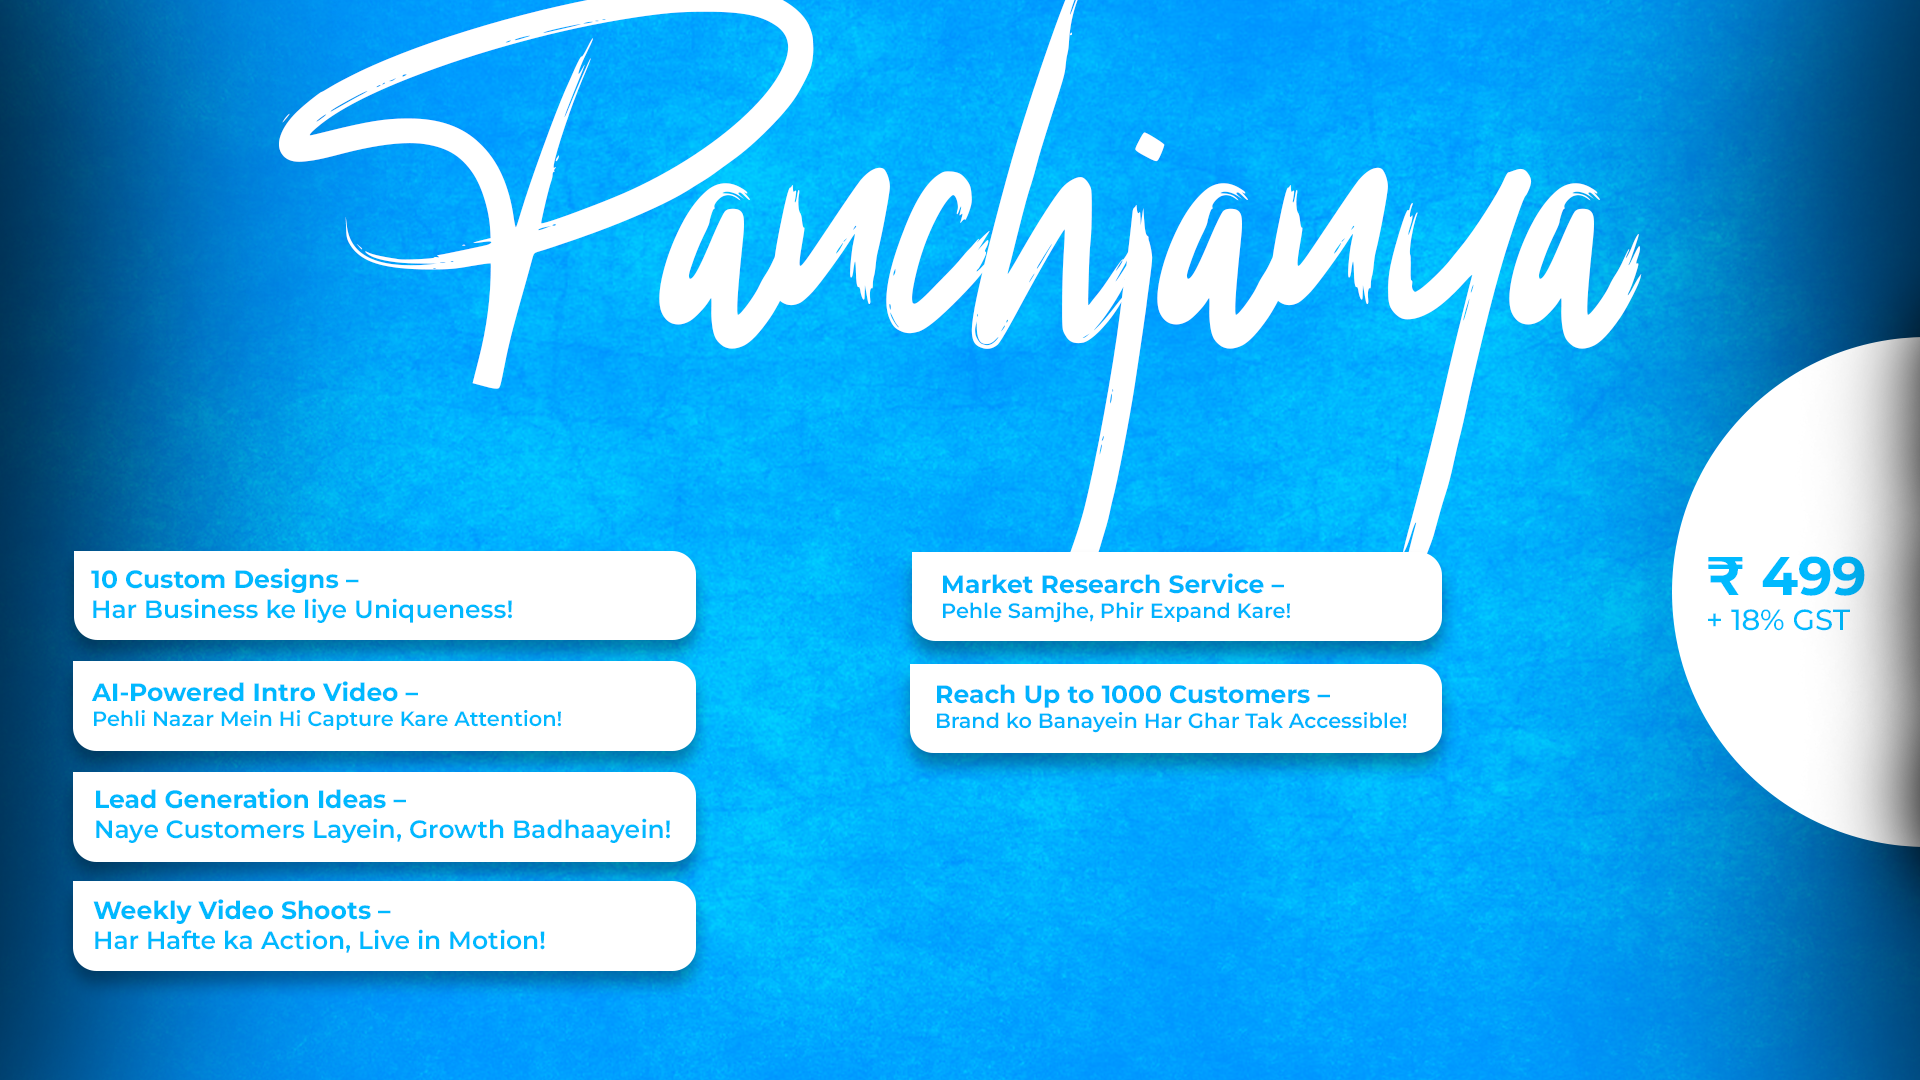 Panchjanya
10 Custom Designs –
Har Business ke liye Uniqueness!
AI-Powered Intro Video –
Pehli Nazar Mein Hi Capture Kare Attention!
Lead Generation Ideas –
Naye Customers Layein, Growth Badhaayein!
Weekly Video Shoots –
Har Hafte ka Action, Live in Motion!
Market Research Service –
Pehle Samjhe, Phir Expand Kare!
Reach Up to 1000 Customers –
Brand ko Banayein Har Ghar Tak Accessible!
₹ 499
+ 18% GST